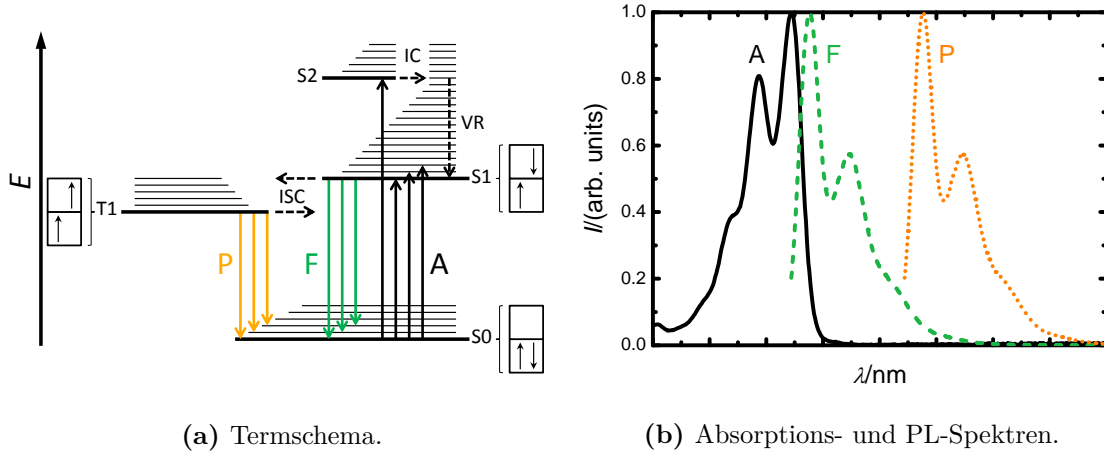 E
S2
IC
VR
S1
ISC
T1
P
F
A
S0
(a) Termschema.
I/(arb. units)
1.0
0.8
0.6
0.4
0.2
0.0
A
F
P
λ/nm
(b) Absorptions- und PL-Spektren.